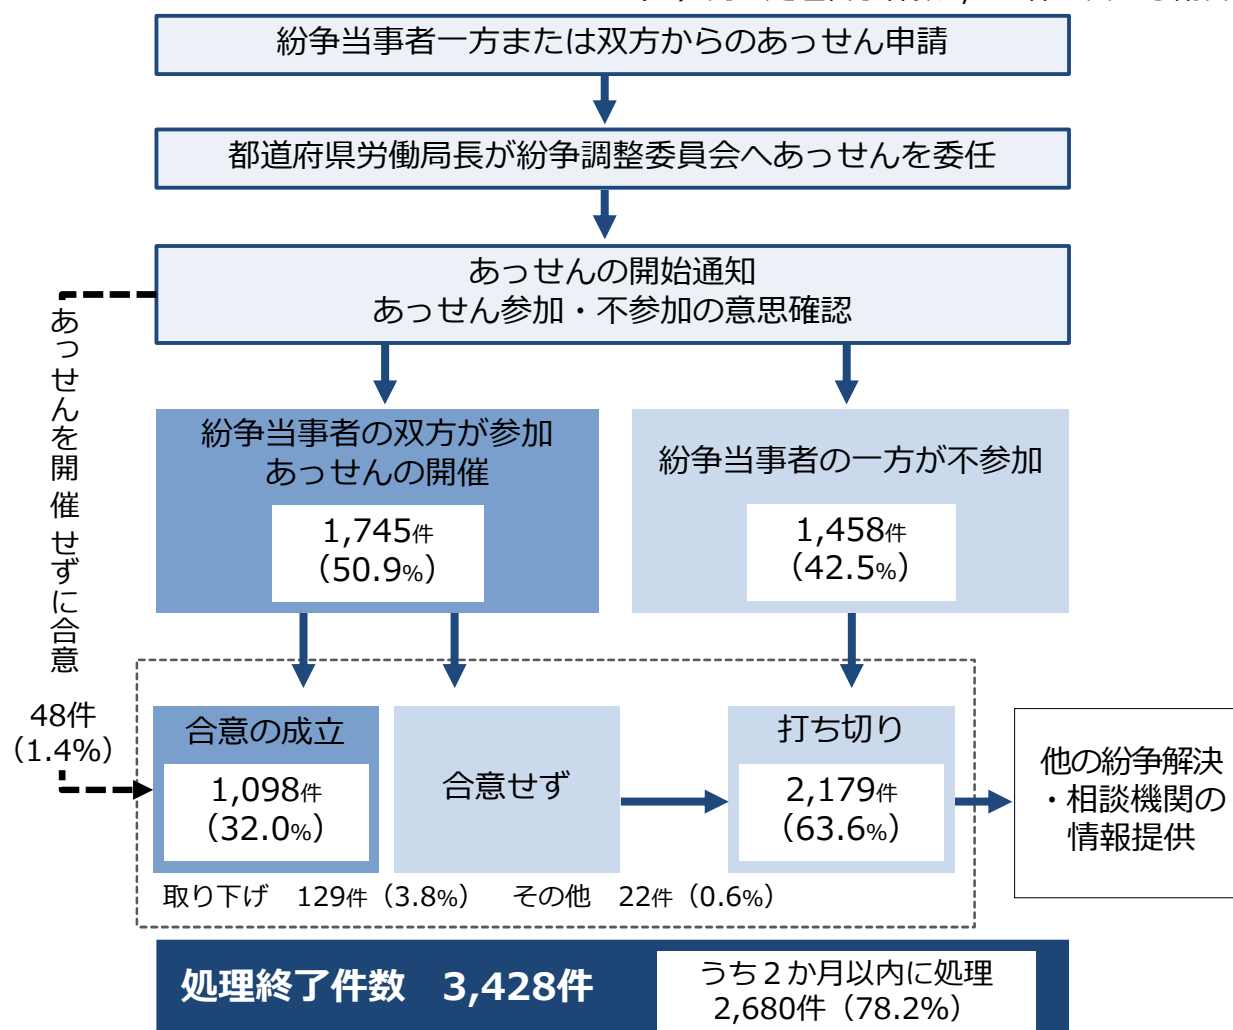 紛争当事者一方または双方からのあっせん申請
都道府県労働局長が紛争調整委員会へあっせんを委任
あっせんの開始通知
あっせん参加・不参加の意思確認
あっせんを開催せずに合意
48件
（1.4%）
紛争当事者の双方が参加
あっせんの開催
1,745件
（50.9%）
紛争当事者の一方が不参加
1,458件
（42.5%）
合意の成立
1,098件
（32.0%）
合意せず
打ち切り
2,179件
（63.6%）
他の紛争解決
・相談機関の
情報提供
取り下げ　129件（3.8%）　その他　22件（0.6%）
処理終了件数　3,428件
うち２か月以内に処理
2,680件（78.2%）